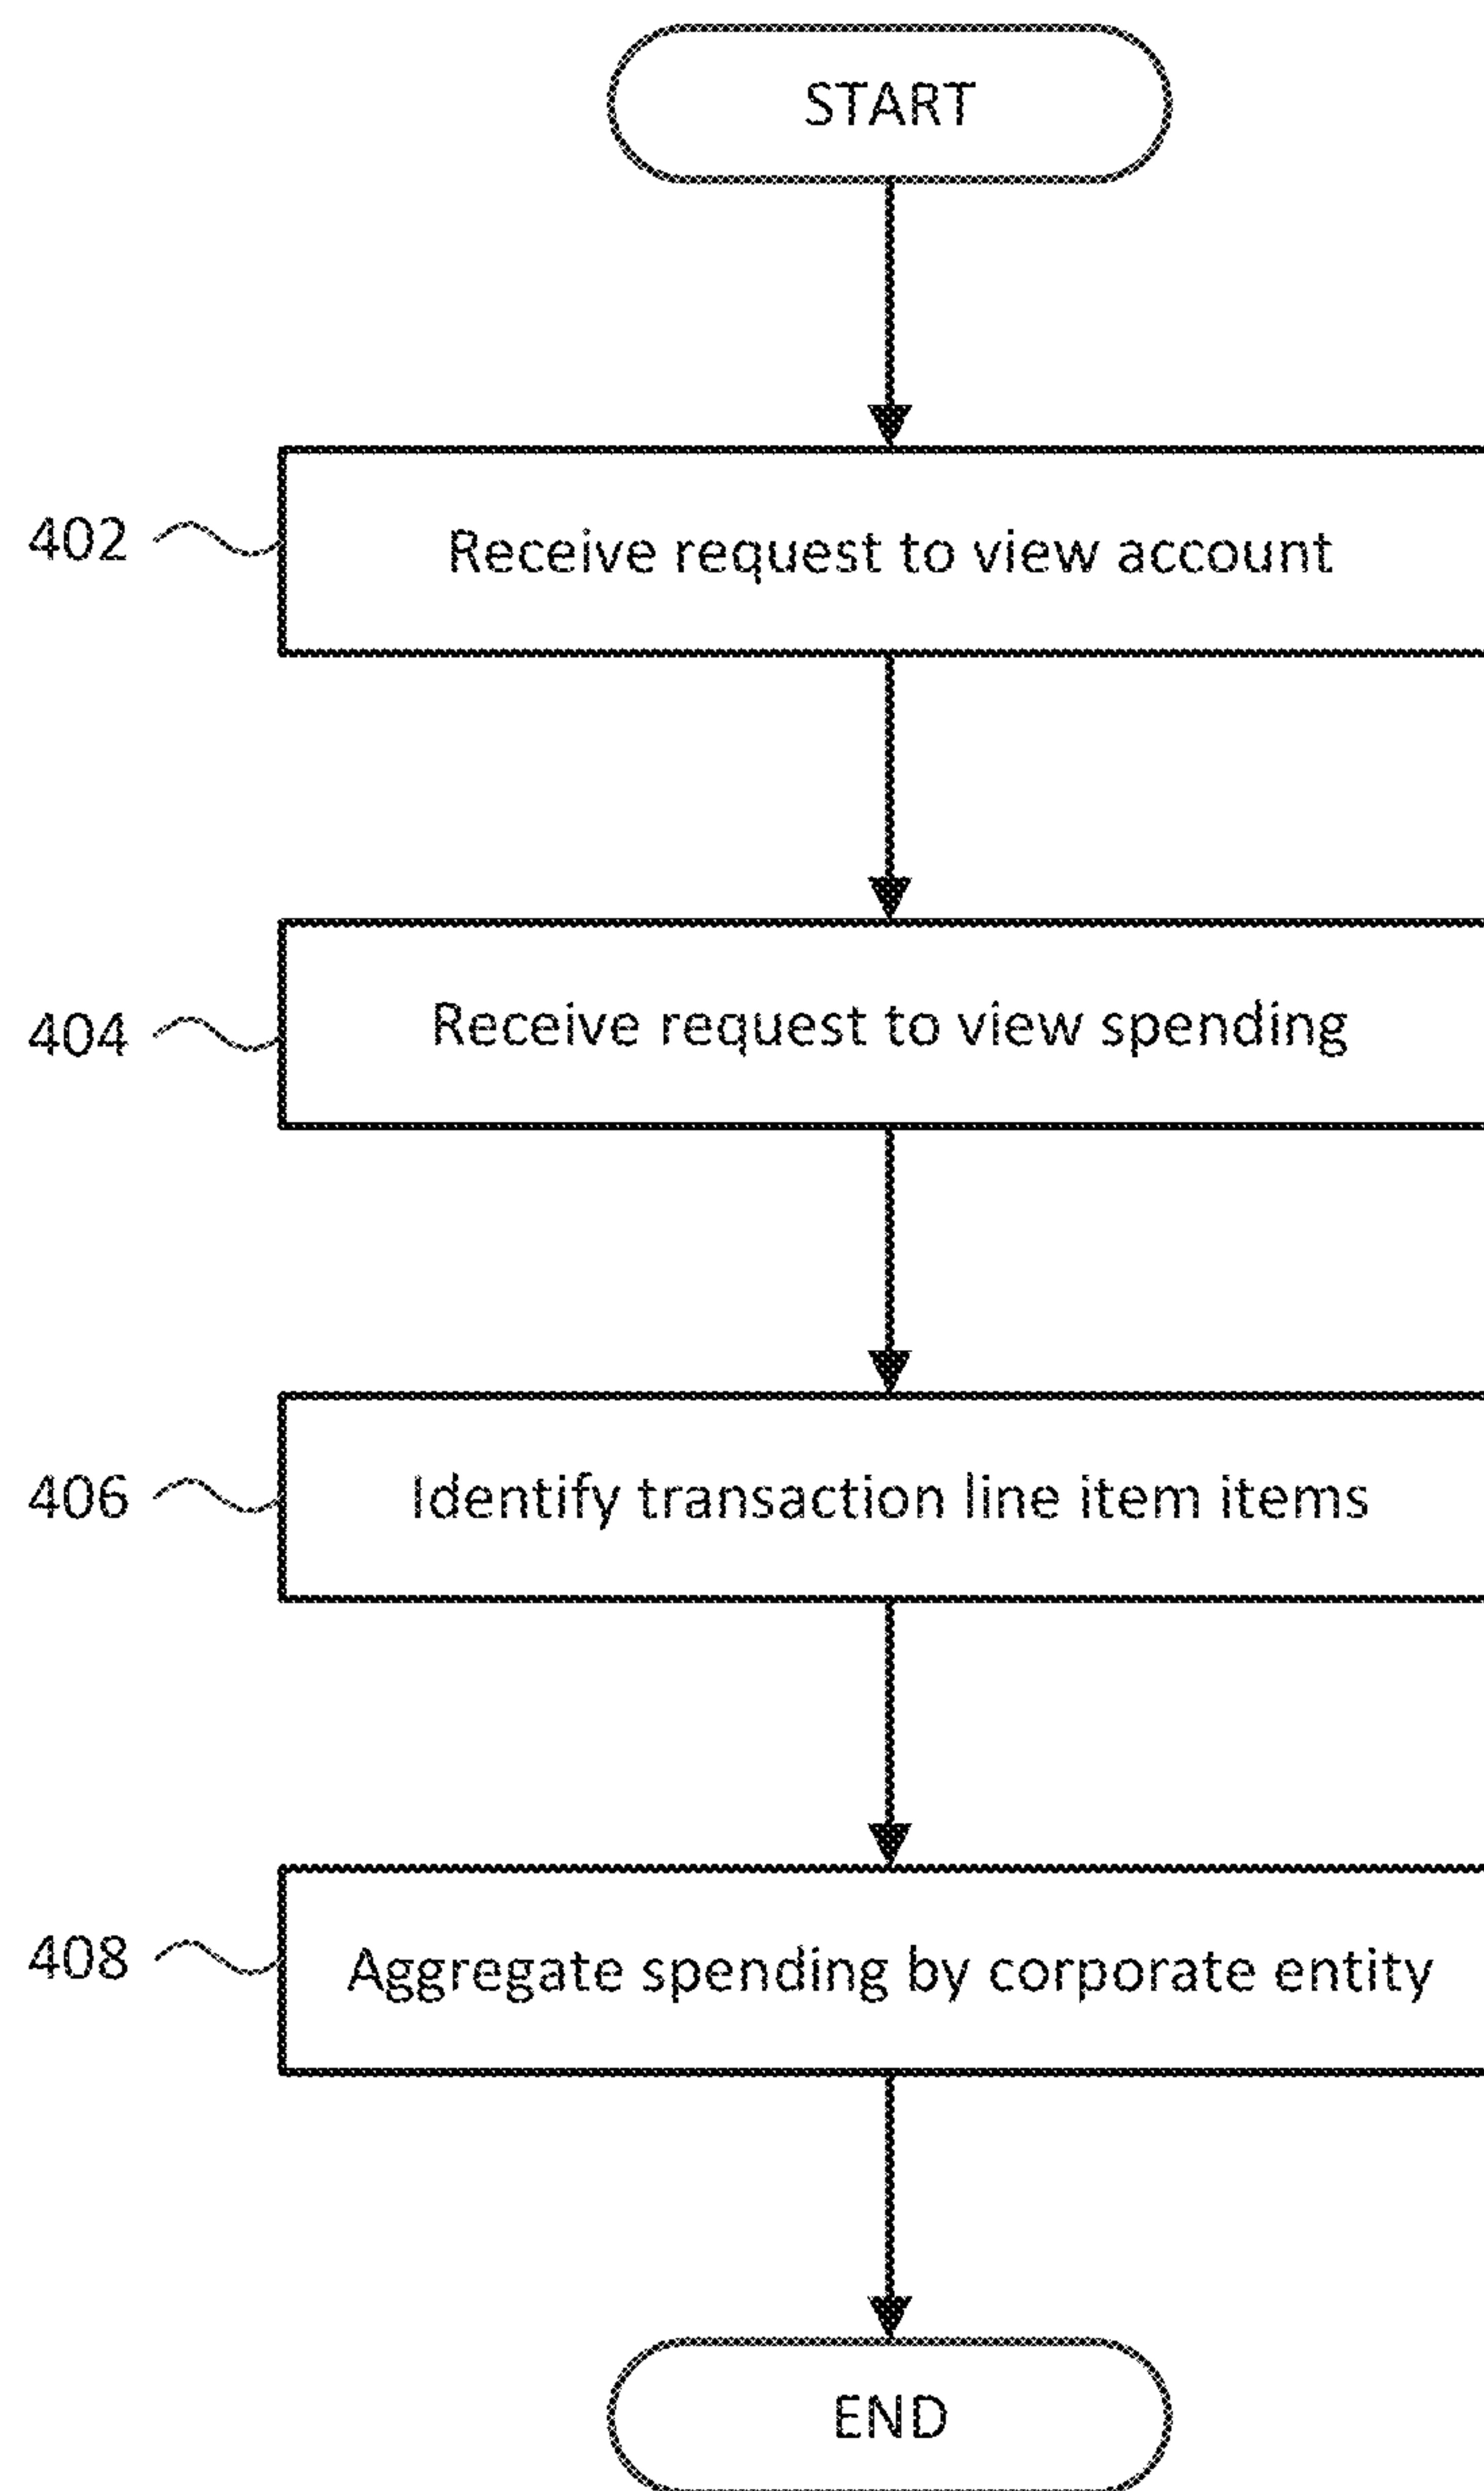 START
402
Receive request to view account
404
Receive request to view spending
406
Identify transaction line item items
408
Aggregate spending by corporate entity
END